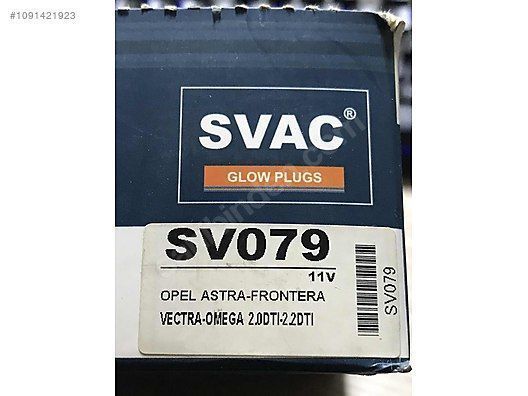 #1091421923
SVAC®
GLOW PLUGS
SV079
11V
OPEL ASTRA-FRONTERA
VECTRA-OMEGA 2.0DTI-2.2DTI
SV079